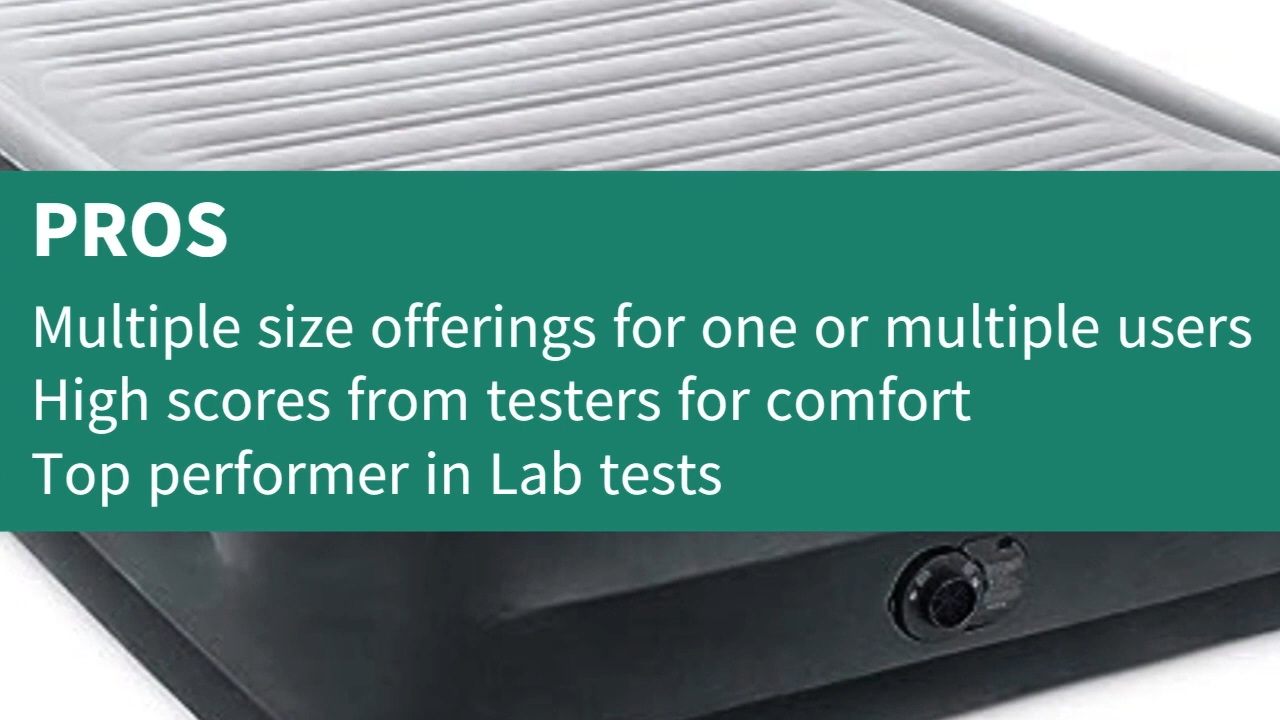 PROS
Multiple size offerings for one or multiple users
High scores from testers for comfort
Top performer in Lab tests